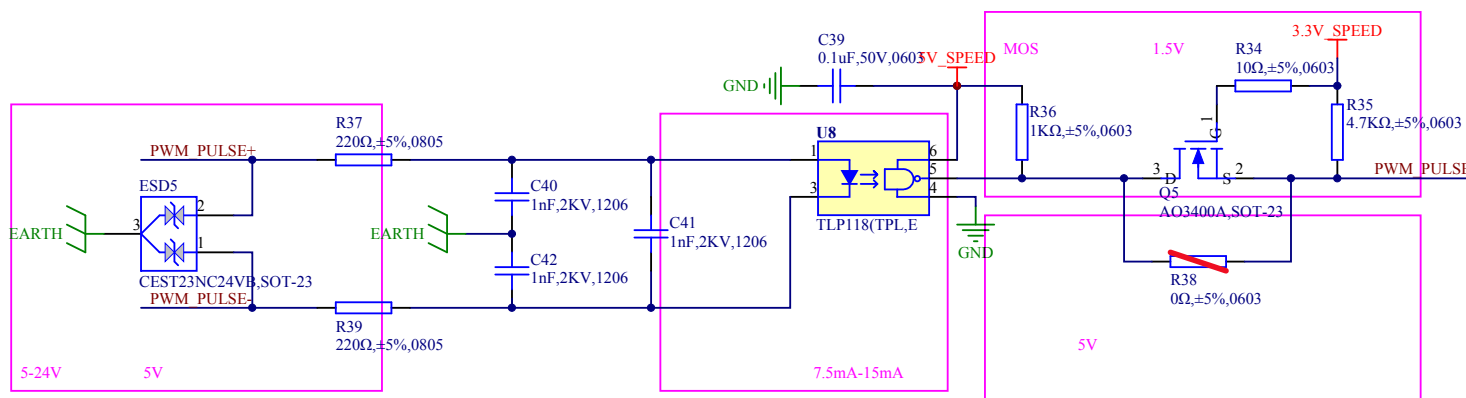 C39
0.1uF,50V,0603
5V_SPEED
GND
MOS
1.5V
R34
10Ω,±5%,0603
3.3V_SPEED
R36
1KΩ,±5%,0603
R35
4.7KΩ,±5%,0603
R37
220Ω,±5%,0805
U8
PWM_PULSE+
1
6
5
3
4
1
G
3
D
S
2
PWM_PULSE
Q5
AO3400A,SOT-23
ESD5
2
3
1
EARTH
C40
1nF,2KV,1206
EARTH
C41
1nF,2KV,1206
TLP118(TPL,E
GND
C42
1nF,2KV,1206
CEST23NC24VB,SOT-23
PWM_PULSE-
R38
0Ω,±5%,0603
R39
220Ω,±5%,0805
5V
5-24V
5V
7.5mA-15mA